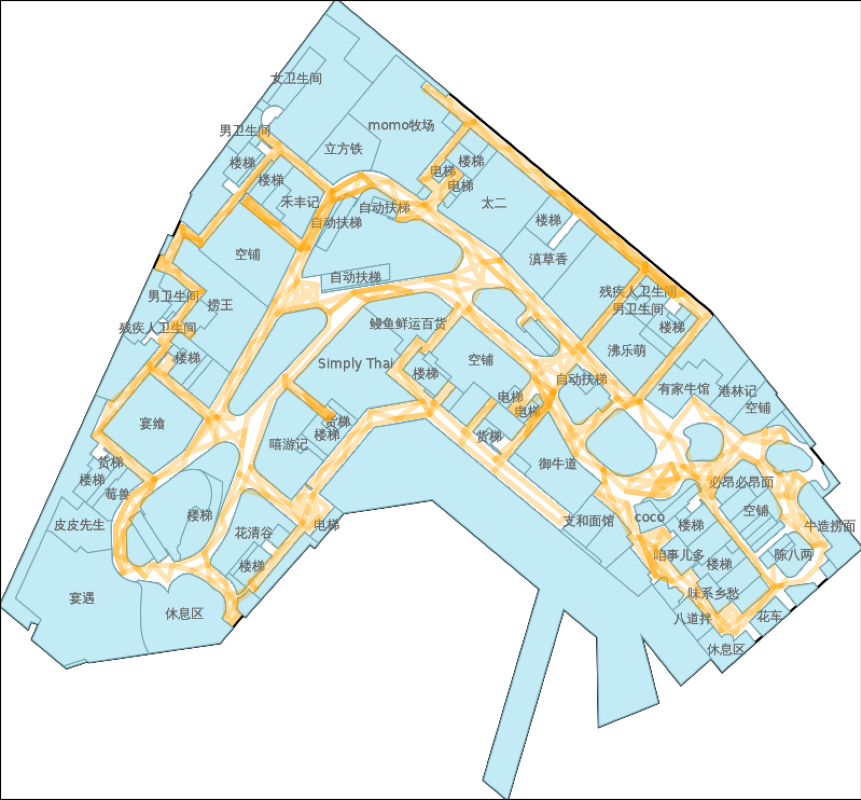 女卫生间
momo牧场
男卫生间
立方铁
楼梯
楼梯
电梯
楼梯
电梯
禾丰记
太二
自动扶梯
自动扶梯
楼梯
空铺
滇草香
自动扶梯
残疾人卫生间
男卫生间
男卫生间
捞王
残疾人卫生间
鳗鱼鲜运百货
楼梯
沸乐萌
楼梯
Simply Thai
空铺
楼梯
自动扶梯
有家牛馆
港林记
电梯
空铺
电梯
宴飨
货梯
楼梯
嘻游记
货梯
货梯
御牛道
楼梯
莓兽
必昂必昂面
皮皮先生
楼梯
电梯
支和面馆
coco
楼梯
空铺
牛造捞面
花清谷
咱事儿多
陈八两
楼梯
楼梯
宴遇
味系乡愁
休息区
八道拌
花车
休息区